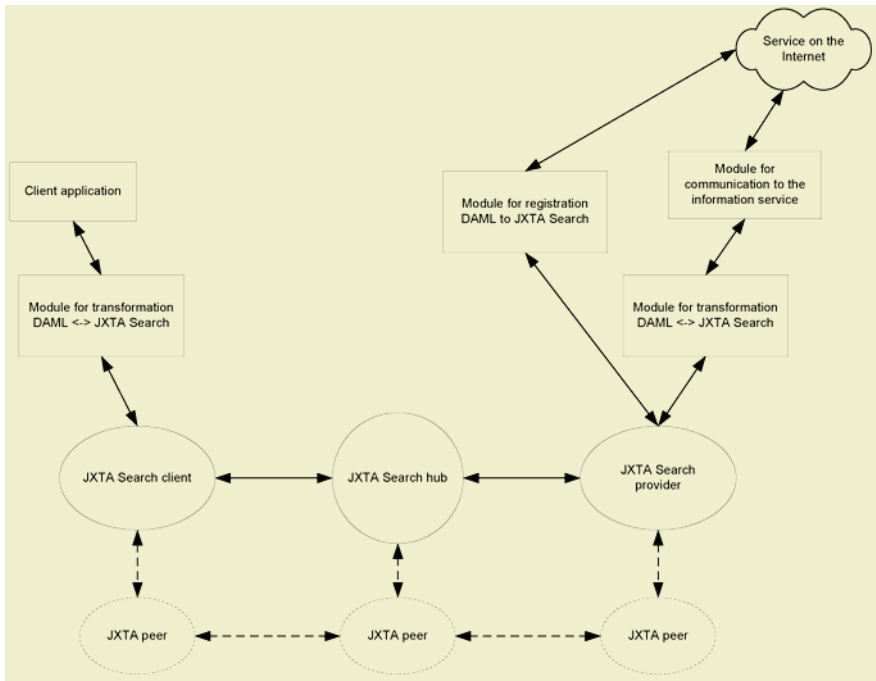 Service on the
Internet
Client application
Module for registration
DAML to JXTA Search
Module for
communication to the
information service
Module for transformation
DAML <-> JXTA Search
Module for transformation
DAML <-> JXTA Search
JXTA Search client
JXTA Search hub
JXTA Search
provider
JXTA peer
JXTA peer
JXTA peer